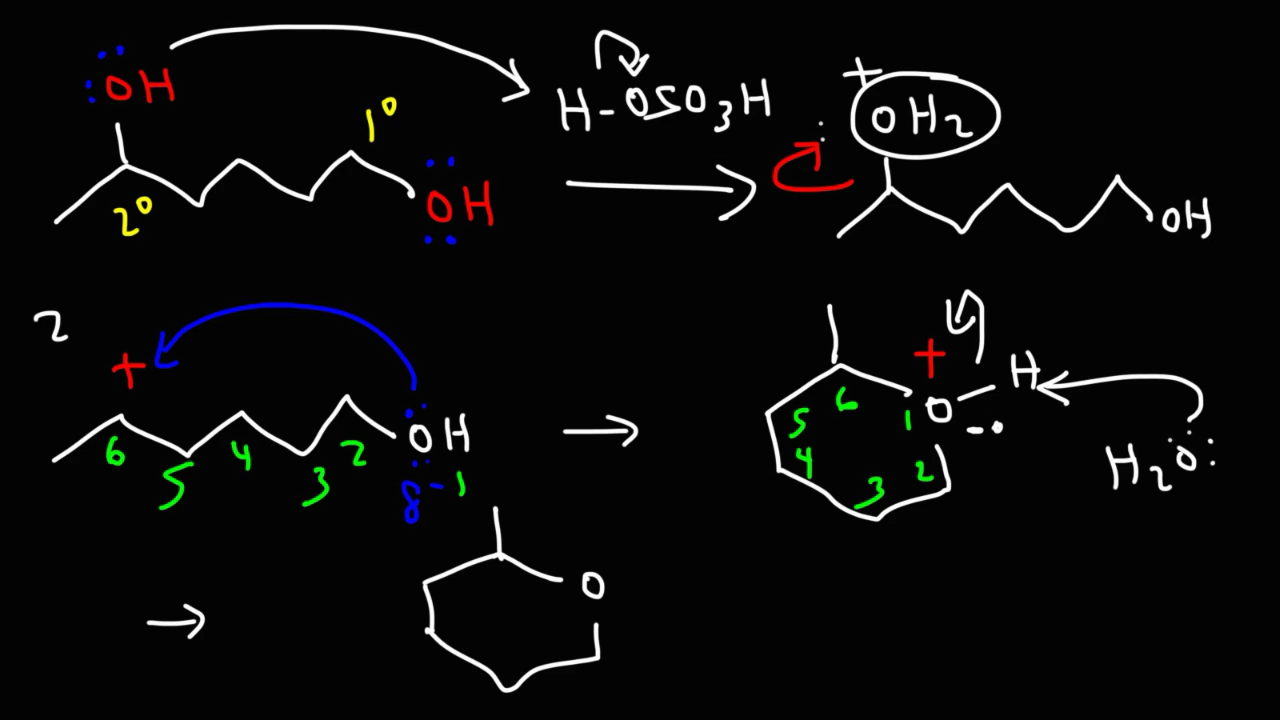 OH
1°
2°
OH
H-OSO3H
+
OH2
OH
2
+
OH
6 5 4 3 2 1
δ-
+
O H
6 5 4 3 2 1
H2O
O